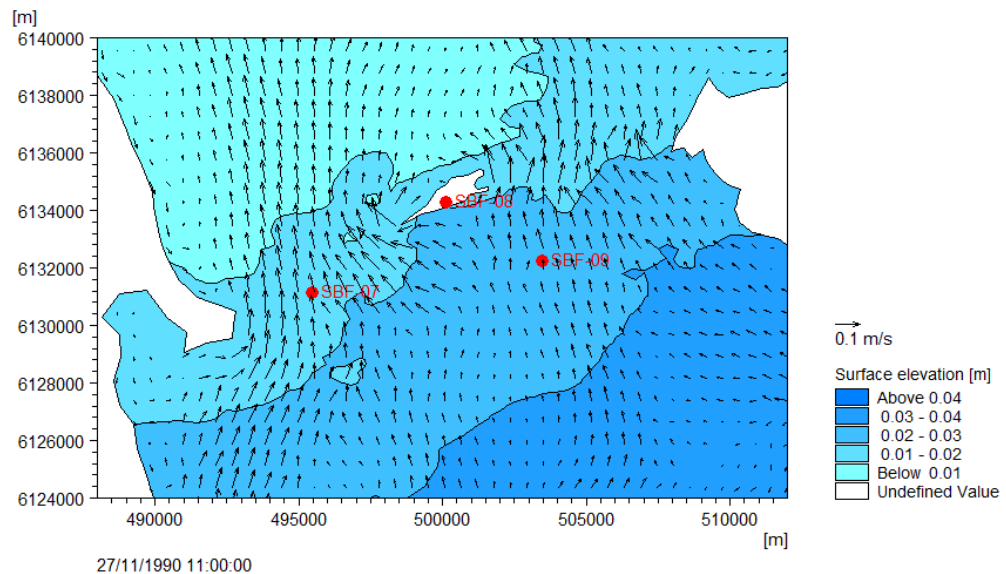 [m]
6140000
6138000
6136000
6134000
6132000
6130000
6128000
6126000
6124000
SBF-08
SBF-09
SBF-07
490000
495000
500000
505000
510000
[m]
27/11/1990 11:00:00
0.1 m/s
Surface elevation [m]
Above 0.04
0.03 - 0.04
0.02 - 0.03
0.01 - 0.02
Below 0.01
Undefined Value